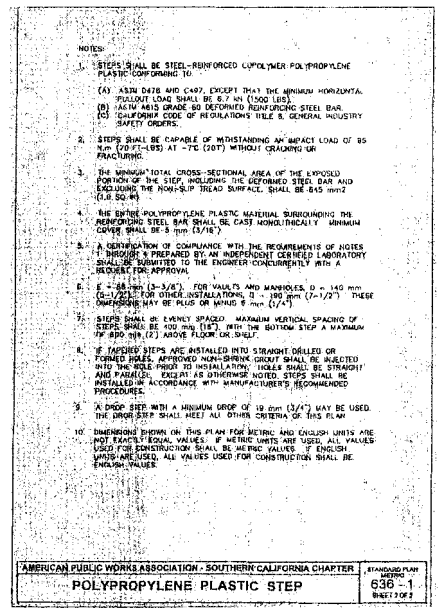 NOTES:
1. STEPS SHALL BE STEEL-REINFORCED COPOLYMER POLYPROPYLENE
PLASTIC CONFORMING TO
(A) ASTM D478 AND C497, EXCEPT THAT THE MINIMUM HORIZONTAL
PULLOUT LOAD SHALL BE 6.7 kN (1500 LBS).
(B) ASTM A615 GRADE 60 DEFORMED REINFORCING STEEL BAR.
(C) CALIFORNIA CODE OF REGULATIONS TITLE 8, GENERAL INDUSTRY
SAFETY ORDERS.
2. STEPS SHALL BE CAPABLE OF WITHSTANDING AN IMPACT LOAD OF 95
N.m (70 FT-LBS) AT -7°C (20°F) WITHOUT CRACKING OR
FRACTURING.
3. THE MINIMUM TOTAL CROSS-SECTIONAL AREA OF THE EXPOSED
PORTION OF THE STEP, INCLUDING THE DEFORMED STEEL BAR AND
EXCLUDING THE NON-SLIP TREAD SURFACE, SHALL BE 645 mm2
(1.0 SQ IN)
4. THE ENTIRE POLYPROPYLENE PLASTIC MATERIAL SURROUNDING THE
REINFORCING STEEL BAR SHALL BE CAST MONOLITHICALLY MINIMUM
COVER SHALL BE 5 mm (3/16")
5. A CERTIFICATION OF COMPLIANCE WITH THE REQUIREMENTS OF NOTES
1 THROUGH 4 PREPARED BY AN INDEPENDENT CERTIFIED LABORATORY
SHALL BE SUBMITTED TO THE ENGINEER CONCURRENTLY WITH A
REQUEST FOR APPROVAL
6. E = 86 mm (3-3/8"). FOR VAULTS AND MANHOLES, D = 140 mm
(5-1/2"). FOR OTHER INSTALLATIONS, D = 190 mm (7-1/2") THESE
DIMENSIONS MAY BE PLUS OR MINUS 6 mm (1/4")
7. STEPS SHALL BE EVENLY SPACED. MAXIMUM VERTICAL SPACING OF
STEPS SHALL BE 400 mm (16"), WITH THE BOTTOM STEP A MAXIMUM
OF 600 mm (2') ABOVE FLOOR OR SHELF.
8. IF TAPERED STEPS ARE INSTALLED INTO STRAIGHT DRILLED OR
FORMED HOLES, APPROVED NON-SHRINK GROUT SHALL BE INJECTED
INTO THE HOLE PRIOR TO INSTALLATION. HOLES SHALL BE STRAIGHT
AND PARALLEL, EXCEPT AS OTHERWISE NOTED. STEPS SHALL BE
INSTALLED IN ACCORDANCE WITH MANUFACTURER'S RECOMMENDED
PROCEDURES.
9. A DROP STEP WITH A MINIMUM DROP OF 19 mm (3/4") MAY BE USED.
THE DROP STEP SHALL MEET ALL OTHER CRITERIA OF THIS PLAN
10. DIMENSIONS SHOWN ON THIS PLAN FOR METRIC AND ENGLISH UNITS ARE
NOT EXACTLY EQUAL VALUES. IF METRIC UNITS ARE USED, ALL VALUES
USED FOR CONSTRUCTION SHALL BE METRIC VALUES. IF ENGLISH
UNITS ARE USED, ALL VALUES USED FOR CONSTRUCTION SHALL BE
ENGLISH VALUES.
AMERICAN PUBLIC WORKS ASSOCIATION - SOUTHERN CALIFORNIA CHAPTER
POLYPROPYLENE PLASTIC STEP
STANDARD PLAN
METRIC
636 - 1
SHEET 2 OF 2